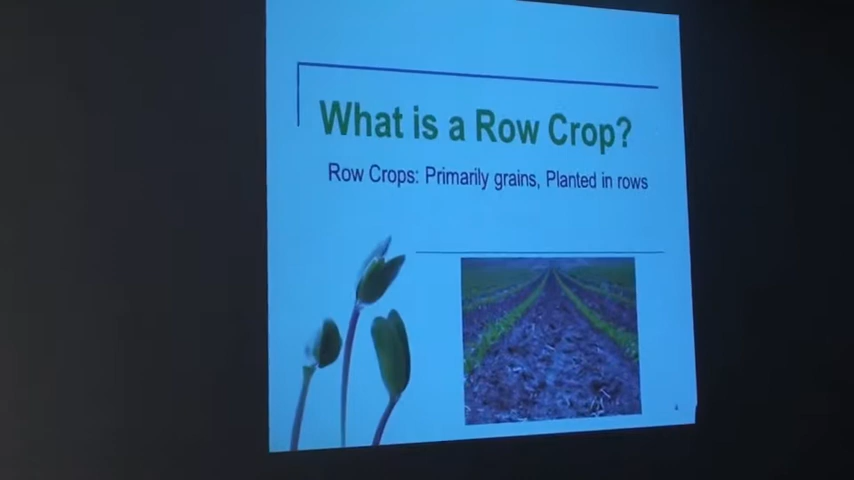 What is a Row Crop?
Row Crops: Primarily grains, Planted in rows